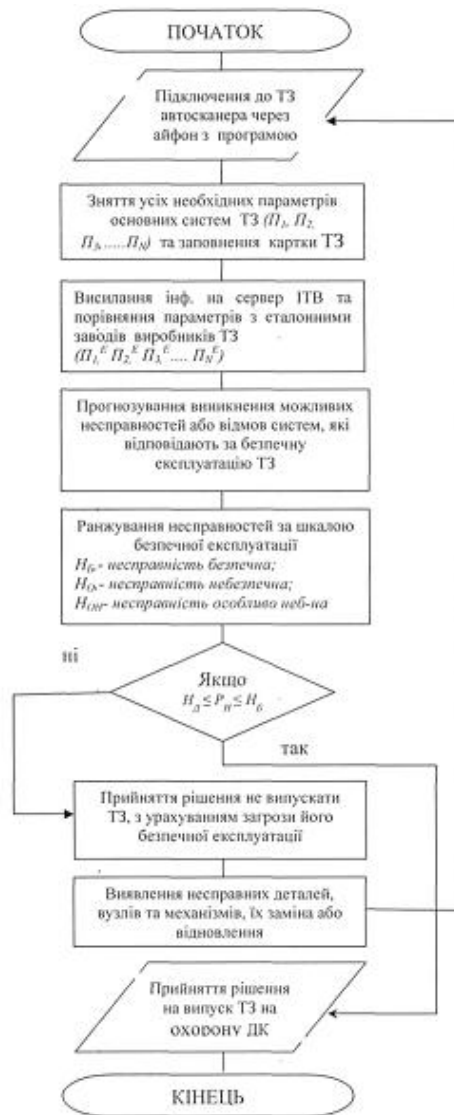 ПОЧАТОК
Підключення до ТЗ
автосканера через
айфон з програмою
Зняття усіх необхідних параметрів
основних систем ТЗ (П1, П2,
П3,.....ПN) та заповнення картки ТЗ
Висилання інф. на сервер ІТВ та
порівняння параметрів з еталонними
заводів виробників ТЗ
(П1,E П2,E П3,E.... ПNE)
Прогнозування виникнення можливих
несправностей або відмов систем, які
відповідають за безпечну
експлуатацію ТЗ
Ранжування несправностей за шкалою
безпечної експлуатації
Нб,- несправність безпечна;
НО,- несправність небезпечна;
НОН- несправність особливо неб-на
ні
Якщо
НД ≤ РН ≤ Нб
так
Прийняття рішення не випускати
ТЗ, з урахуванням загрози його
безпечної експлуатації
Виявлення несправних деталей,
вузлів та механізмів, їх заміна або
відновлення
Прийняття рішення
на випуск ТЗ на
охорону ДК
КІНЕЦЬ